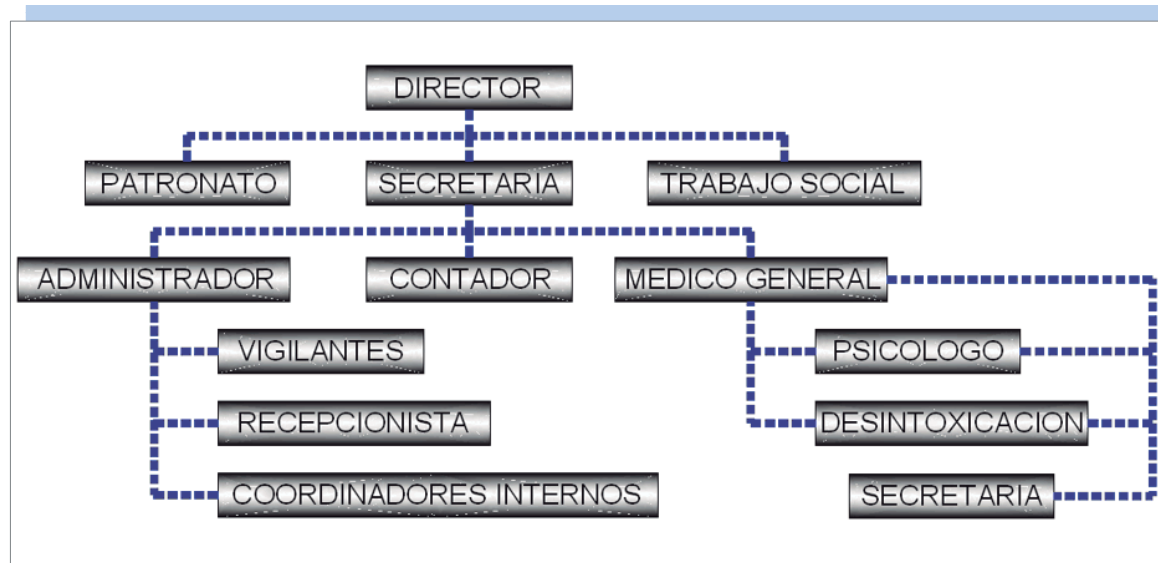 DIRECTOR
PATRONATO
SECRETARIA
TRABAJO SOCIAL
ADMINISTRADOR
CONTADOR
MEDICO GENERAL
VIGILANTES
PSICOLOGO
RECEPCIONISTA
DESINTOXICACION
COORDINADORES INTERNOS
SECRETARIA